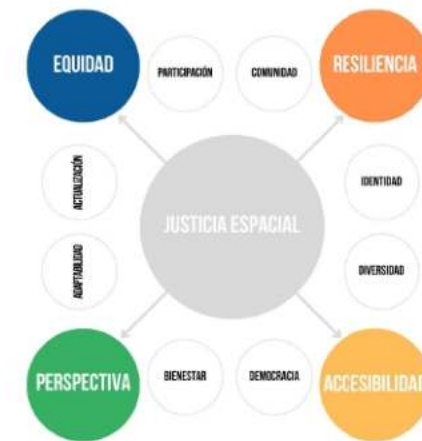 EQUIDAD
PARTICIPACIÓN
COMUNIDAD
RESILIENCIA
ACTUALIZACIÓN
IDENTIDAD
JUSTICIA ESPACIAL
ADAPTABILIDAD
DIVERSIDAD
PERSPECTIVA
BIENESTAR
DEMOCRACIA
ACCESIBILIDAD